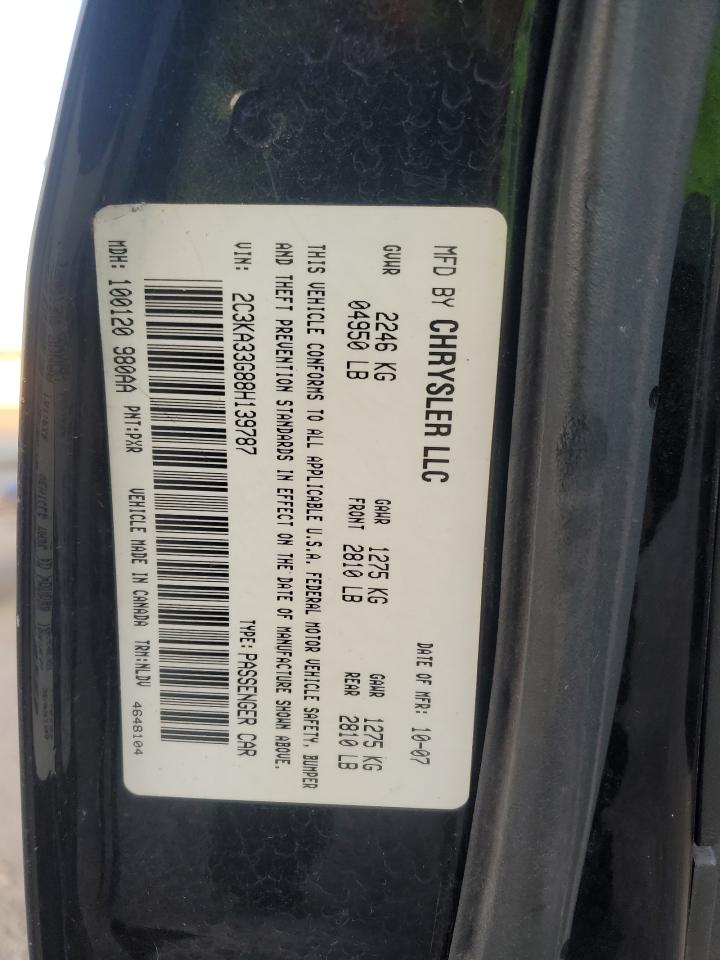 MFD BY CHRYSLER LLC
DATE OF MFR: 10-07
GVWR 2246 KG
04950 LB
GAWR 1275 KG
FRONT 2810 LB
GAWR 1275 KG
REAR 2810 LB
THIS VEHICLE CONFORMS TO ALL APPLICABLE U.S.A. FEDERAL MOTOR VEHICLE SAFETY, BUMPER
AND THEFT PREVENTION STANDARDS IN EFFECT ON THE DATE OF MANUFACTURE SHOWN ABOVE.
VIN: 2C3KA33G88H139787
TYPE: PASSENGER CAR
MDH: 100120 980AA PNT:PXR VEHICLE MADE IN CANADA TRM:NLDV 4648104